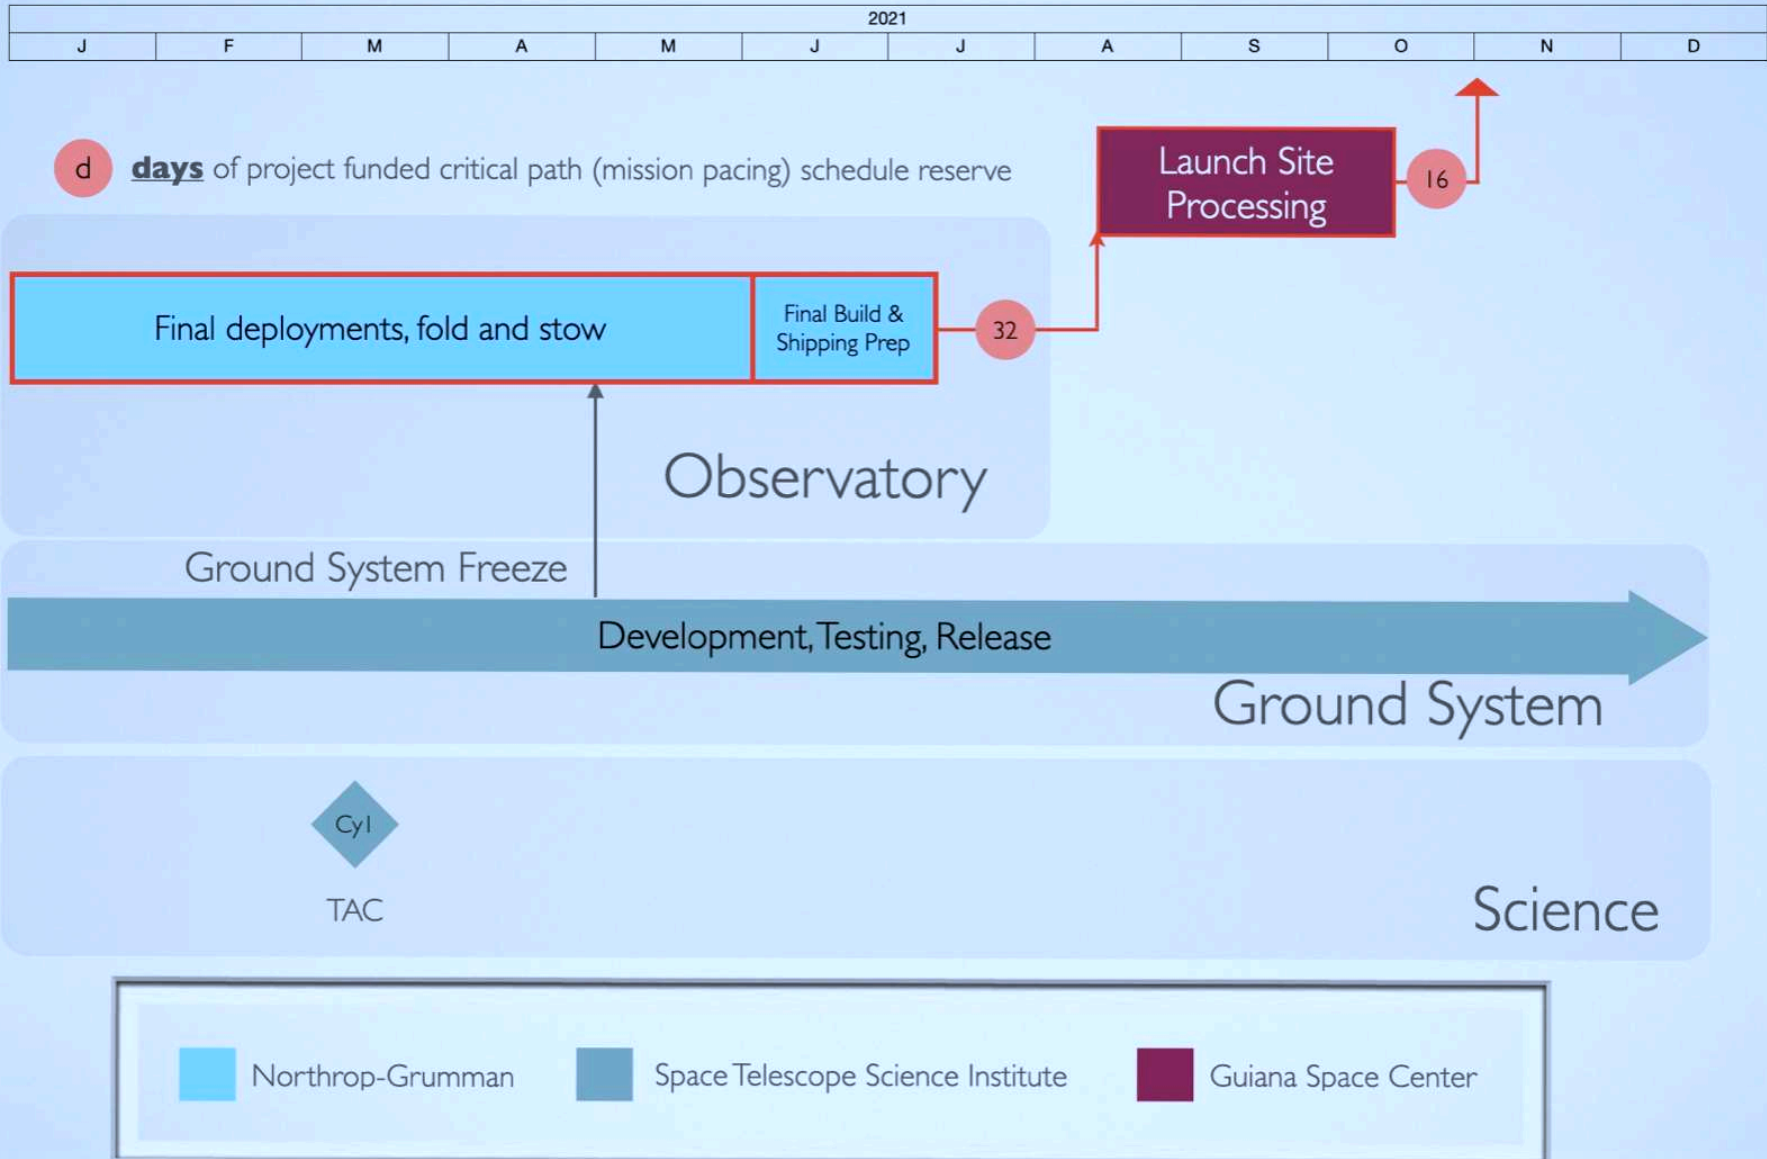 2021
J F M A M J J A S O N D
d days of project funded critical path (mission pacing) schedule reserve
Launch Site
Processing
16
Final deployments, fold and stow
Final Build &
Shipping Prep
32
Observatory
Ground System Freeze
Development, Testing, Release
Ground System
Cy1
TAC
Science
Northrop-Grumman
Space Telescope Science Institute
Guiana Space Center